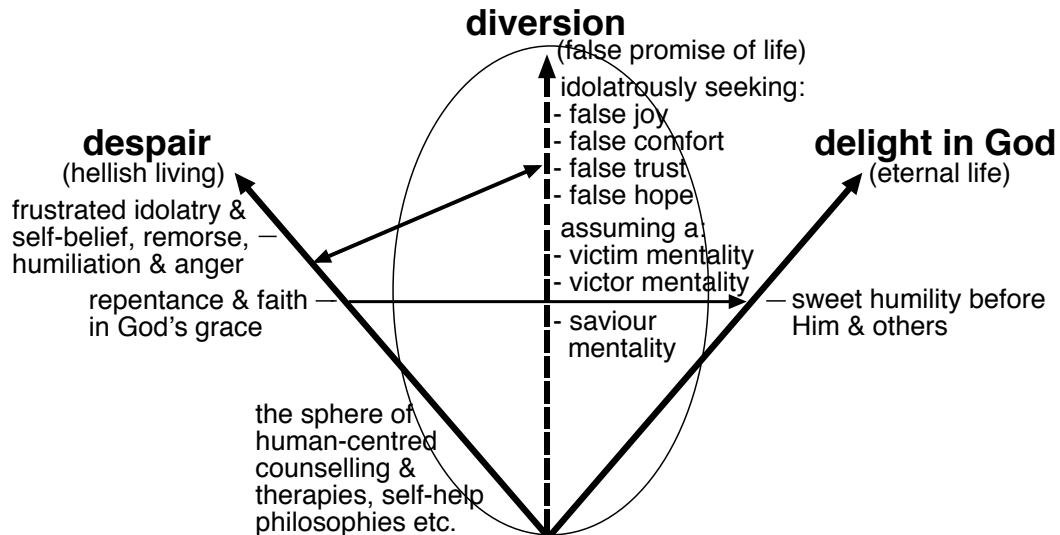 diversion
(false promise of life)
idolatrously seeking:
- false joy
- false comfort
- false trust
- false hope
assuming a:
- victim mentality
- victor mentality
- saviour
mentality
despair
(hellish living)
frustrated idolatry &
self-belief, remorse,
humiliation & anger
repentance & faith
in God's grace
the sphere of
human-centred
counselling &
therapies, self-help
philosophies etc.
delight in God
(eternal life)
sweet humility before
Him & others